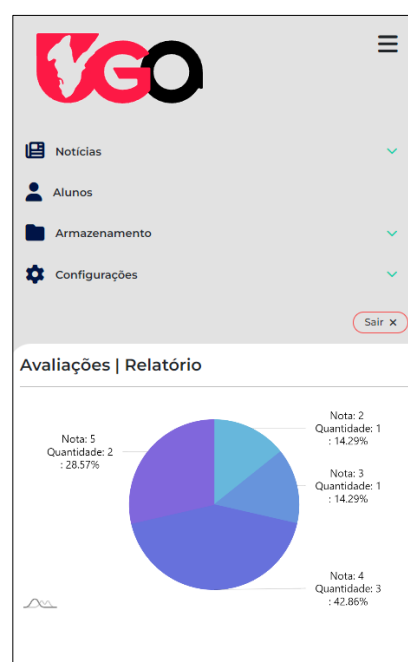 UGA
Notícias
Alunos
Armazenamento
Configurações
Sair ×
Avaliações | Relatório
Nota: 2
Quantidade: 1
: 14.29%
Nota: 5
Quantidade: 2
: 28.57%
Nota: 3
Quantidade: 1
: 14.29%
Nota: 4
Quantidade: 3
: 42.86%